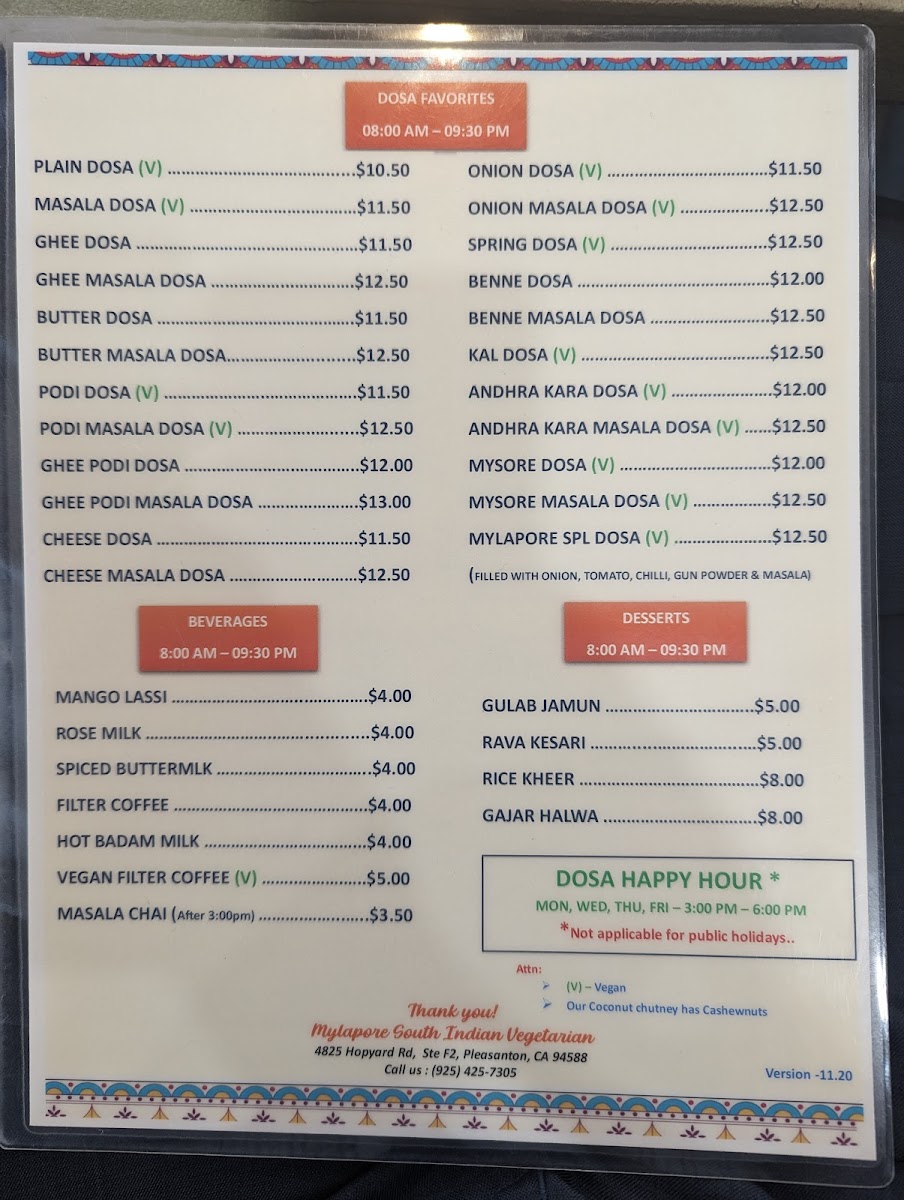 DOSA FAVORITES
08:00 AM – 09:30 PM
PLAIN DOSA (V) ..........................................$10.50
MASALA DOSA (V) .....................................$11.50
GHEE DOSA .................................................$11.50
GHEE MASALA DOSA ................................$12.50
BUTTER DOSA .............................................$11.50
BUTTER MASALA DOSA............................$12.50
PODI DOSA (V) ...........................................$11.50
PODI MASALA DOSA (V) ...........................$12.50
GHEE PODI DOSA .......................................$12.00
GHEE PODI MASALA DOSA ......................$13.00
CHEESE DOSA .............................................$11.50
CHEESE MASALA DOSA ............................$12.50
ONION DOSA (V) ....................................$11.50
ONION MASALA DOSA (V) ...................$12.50
SPRING DOSA (V) ...................................$12.50
BENNE DOSA ...........................................$12.00
BENNE MASALA DOSA ..........................$12.50
KAL DOSA (V) ..........................................$12.50
ANDHRA KARA DOSA (V) ......................$12.00
ANDHRA KARA MASALA DOSA (V) ......$12.50
MYSORE DOSA (V) .................................$12.00
MYSORE MASALA DOSA (V) .................$12.50
MYLAPORE SPL DOSA (V) .....................$12.50
(FILLED WITH ONION, TOMATO, CHILLI, GUN POWDER & MASALA)
BEVERAGES
8:00 AM – 09:30 PM
MANGO LASSI ............................................$4.00
ROSE MILK ..................................................$4.00
SPICED BUTTERMLK ...................................$4.00
FILTER COFFEE ...........................................$4.00
HOT BADAM MILK ....................................$4.00
VEGAN FILTER COFFEE (V) ........................$5.00
MASALA CHAI (After 3:00pm) .........................$3.50
DESSERTS
8:00 AM – 09:30 PM
GULAB JAMUN .................................$5.00
RAVA KESARI .....................................$5.00
RICE KHEER ........................................$8.00
GAJAR HALWA ...................................$8.00
DOSA HAPPY HOUR *
MON, WED, THU, FRI – 3:00 PM – 6:00 PM
*Not applicable for public holidays..
Attn:
➢ (V) – Vegan
➢ Our Coconut chutney has Cashewnuts
Thank you!
Mylapore South Indian Vegetarian
4825 Hopyard Rd, Ste F2, Pleasanton, CA 94588
Call us : (925) 425-7305
Version -11.20